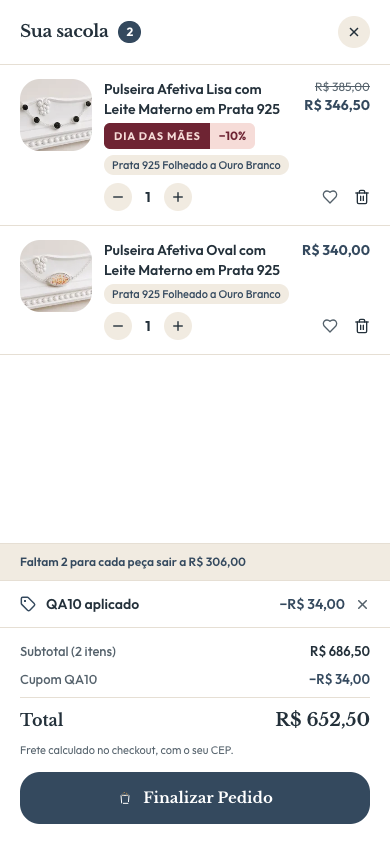 Sua sacola 2
Pulseira Afetiva Lisa com
Leite Materno em Prata 925
R$ 385,00
R$ 346,50
DIA DAS MÃES −10%
Prata 925 Folheado a Ouro Branco
1
Pulseira Afetiva Oval com
Leite Materno em Prata 925
R$ 340,00
Prata 925 Folheado a Ouro Branco
1
Faltam 2 para cada peça sair a R$ 306,00
QA10 aplicado −R$ 34,00
Subtotal (2 itens) R$ 686,50
Cupom QA10 −R$ 34,00
Total R$ 652,50
Frete calculado no checkout, com o seu CEP.
Finalizar Pedido